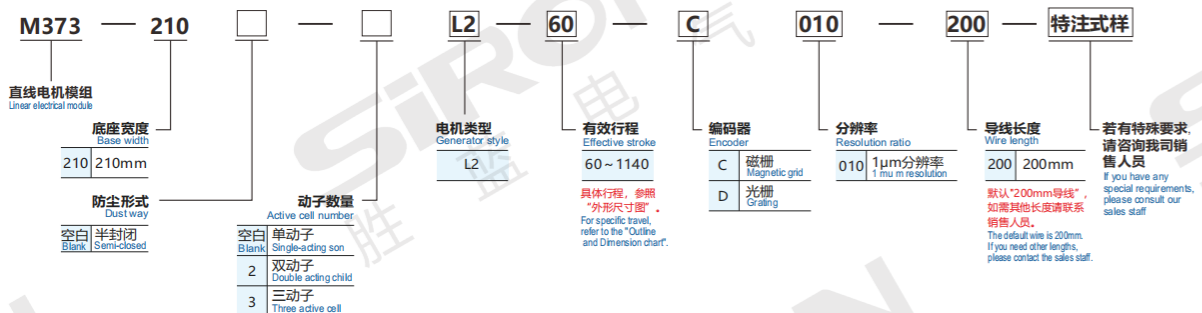 M373 — 210 □ — □ L2 — 60 — C 010 — 200 — 特注式样
直线电机模组
Linear electrical module
底座宽度
Base width
210 210mm
防尘形式
Dust way
空白 半封闭
Blank Semi-closed
动子数量
Active cell number
空白 单动子
Blank Single-acting son
2 双动子
Double acting child
3 三动子
Three active cell
电机类型
Generator style
L2
有效行程
Effective stroke
60~1140
具体行程，参照
“外形尺寸图”。
For specific travel,
refer to the "Outline
and Dimension chart".
编码器
Encoder
C 磁栅
Magnetic grid
D 光栅
Grating
分辨率
Resolution ratio
010 1μm分辨率
1 mu m resolution
导线长度
Wire length
200 200mm
默认“200mm导线”，
如需其他长度请联系
销售人员。
The default wire is 200mm.
If you need other lengths,
please contact the sales staff.
若有特殊要求，
请咨询我司销
售人员
If you have any
special requirements,
please consult our
sales staff
SiRON
胜蓝电气